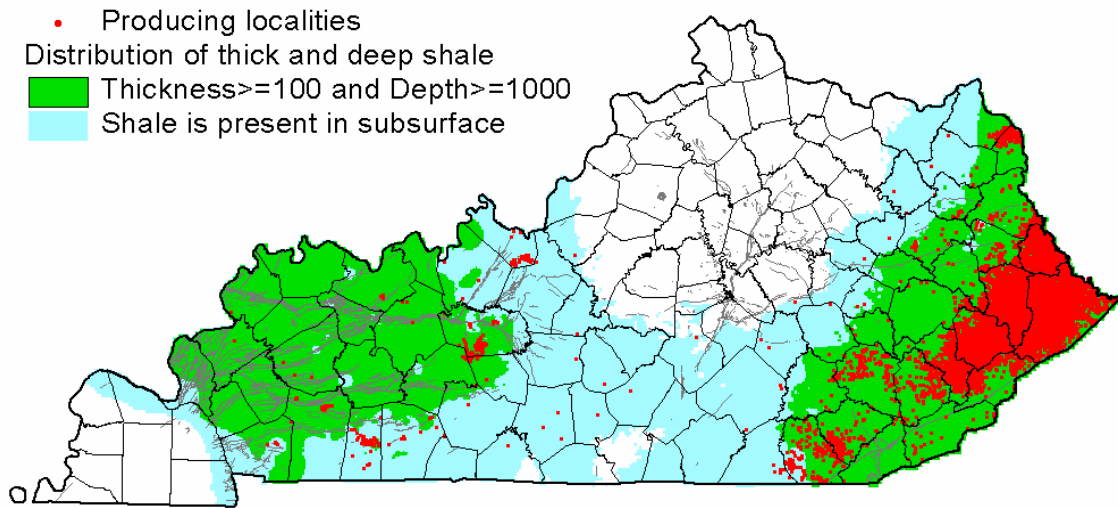 Producing localities
Distribution of thick and deep shale
Thickness>=100 and Depth>=1000
Shale is present in subsurface